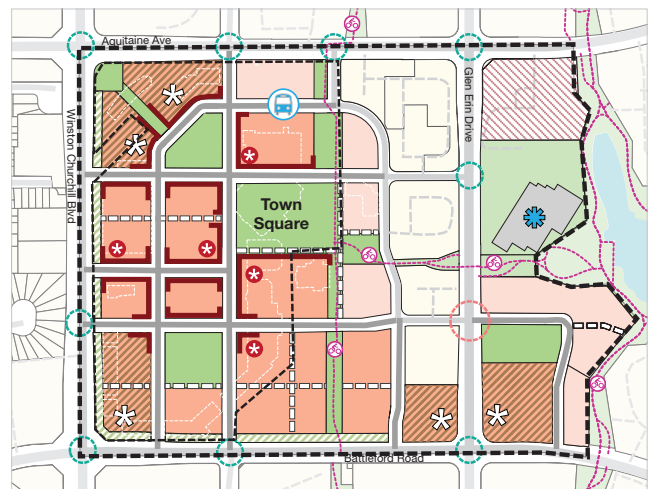 Aquitaine Ave
Winston Churchill Blvd
Glen Erin Drive
Town
Square
Battleford Road